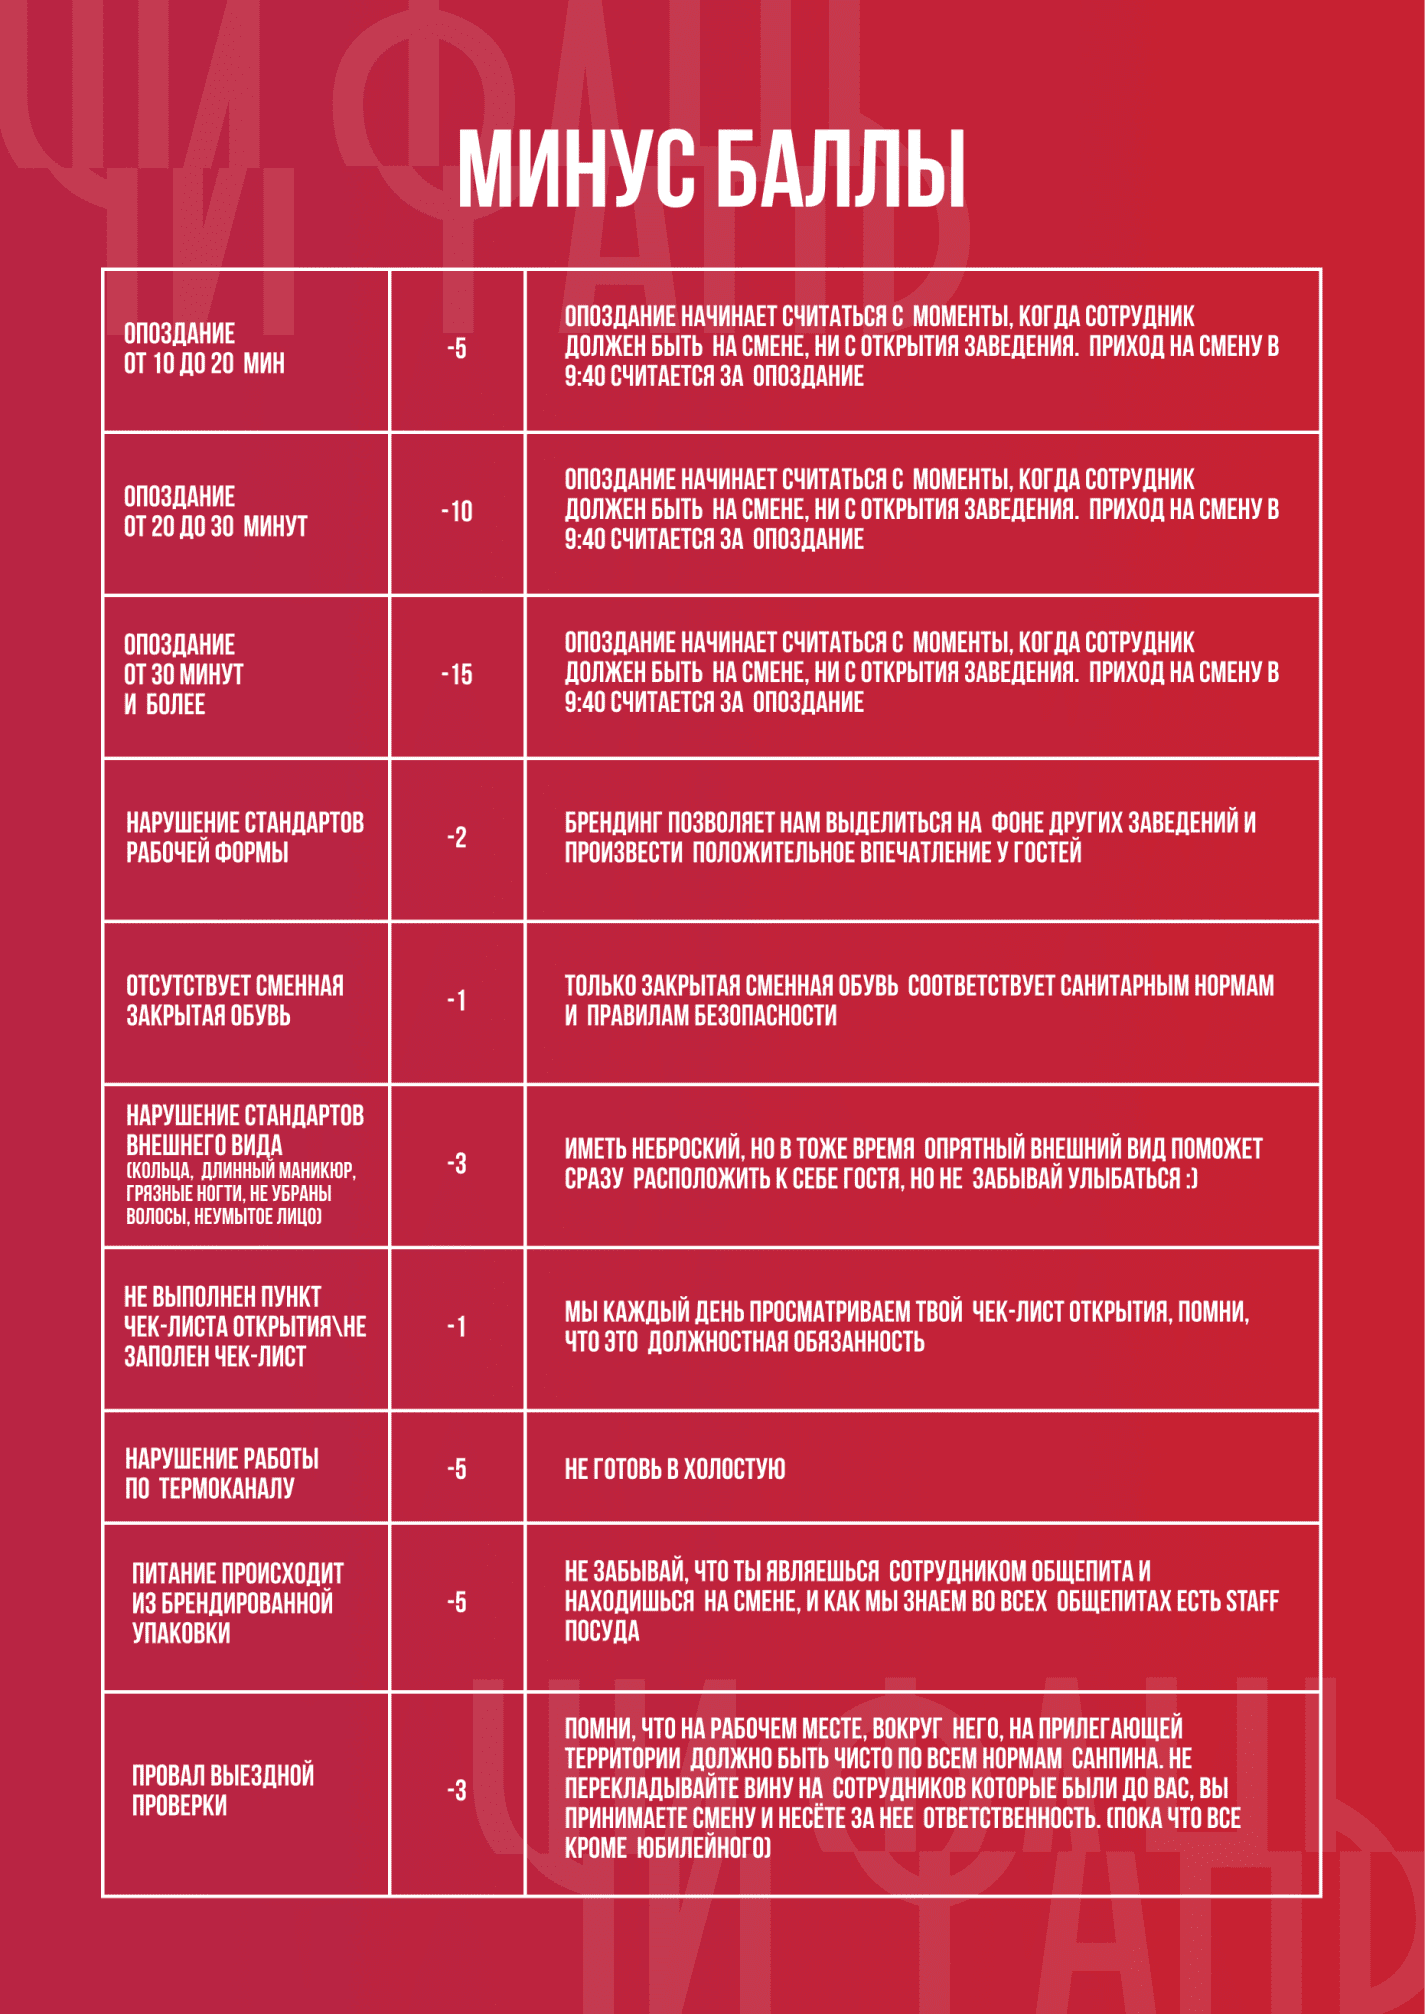 ЧИ ФАНЬ
ЧИ ФАНЬ
МИНУС БАЛЛЫ
ОПОЗДАНИЕ
ОТ 10 ДО 20 МИН
-5
ОПОЗДАНИЕ НАЧИНАЕТ СЧИТАТЬСЯ С МОМЕНТЫ, КОГДА СОТРУДНИК
ДОЛЖЕН БЫТЬ НА СМЕНЕ, НИ С ОТКРЫТИЯ ЗАВЕДЕНИЯ. ПРИХОД НА СМЕНУ В
9:40 СЧИТАЕТСЯ ЗА ОПОЗДАНИЕ
ОПОЗДАНИЕ
ОТ 20 ДО 30 МИНУТ
-10
ОПОЗДАНИЕ НАЧИНАЕТ СЧИТАТЬСЯ С МОМЕНТЫ, КОГДА СОТРУДНИК
ДОЛЖЕН БЫТЬ НА СМЕНЕ, НИ С ОТКРЫТИЯ ЗАВЕДЕНИЯ. ПРИХОД НА СМЕНУ В
9:40 СЧИТАЕТСЯ ЗА ОПОЗДАНИЕ
ОПОЗДАНИЕ
ОТ 30 МИНУТ
И БОЛЕЕ
-15
ОПОЗДАНИЕ НАЧИНАЕТ СЧИТАТЬСЯ С МОМЕНТЫ, КОГДА СОТРУДНИК
ДОЛЖЕН БЫТЬ НА СМЕНЕ, НИ С ОТКРЫТИЯ ЗАВЕДЕНИЯ. ПРИХОД НА СМЕНУ В
9:40 СЧИТАЕТСЯ ЗА ОПОЗДАНИЕ
НАРУШЕНИЕ СТАНДАРТОВ
РАБОЧЕЙ ФОРМЫ
-2
БРЕНДИНГ ПОЗВОЛЯЕТ НАМ ВЫДЕЛИТЬСЯ НА ФОНЕ ДРУГИХ ЗАВЕДЕНИЙ И
ПРОИЗВЕСТИ ПОЛОЖИТЕЛЬНОЕ ВПЕЧАТЛЕНИЕ У ГОСТЕЙ
ОТСУТСТВУЕТ СМЕННАЯ
ЗАКРЫТАЯ ОБУВЬ
-1
ТОЛЬКО ЗАКРЫТАЯ СМЕННАЯ ОБУВЬ СООТВЕТСТВУЕТ САНИТАРНЫМ НОРМАМ
И ПРАВИЛАМ БЕЗОПАСНОСТИ
НАРУШЕНИЕ СТАНДАРТОВ
ВНЕШНЕГО ВИДА
(КОЛЬЦА, ДЛИННЫЙ МАНИКЮР,
ГРЯЗНЫЕ НОГТИ, НЕ УБРАНЫ
ВОЛОСЫ, НЕУМЫТОЕ ЛИЦО)
-3
ИМЕТЬ НЕБРОСКИЙ, НО В ТОЖЕ ВРЕМЯ ОПРЯТНЫЙ ВНЕШНИЙ ВИД ПОМОЖЕТ
СРАЗУ РАСПОЛОЖИТЬ К СЕБЕ ГОСТЯ, НО НЕ ЗАБЫВАЙ УЛЫБАТЬСЯ :)
НЕ ВЫПОЛНЕН ПУНКТ
ЧЕК-ЛИСТА ОТКРЫТИЯ\НЕ
ЗАПОЛЕН ЧЕК-ЛИСТ
-1
МЫ КАЖДЫЙ ДЕНЬ ПРОСМАТРИВАЕМ ТВОЙ ЧЕК-ЛИСТ ОТКРЫТИЯ, ПОМНИ,
ЧТО ЭТО ДОЛЖНОСТНАЯ ОБЯЗАННОСТЬ
НАРУШЕНИЕ РАБОТЫ
ПО ТЕРМОКАНАЛУ
-5
НЕ ГОТОВЬ В ХОЛОСТУЮ
ПИТАНИЕ ПРОИСХОДИТ
ИЗ БРЕНДИРОВАННОЙ
УПАКОВКИ
-5
НЕ ЗАБЫВАЙ, ЧТО ТЫ ЯВЛЯЕШЬСЯ СОТРУДНИКОМ ОБЩЕПИТА И
НАХОДИШЬСЯ НА СМЕНЕ, И КАК МЫ ЗНАЕМ ВО ВСЕХ ОБЩЕПИТАХ ЕСТЬ STAFF
ПОСУДА
ПРОВАЛ ВЫЕЗДНОЙ
ПРОВЕРКИ
-3
ПОМНИ, ЧТО НА РАБОЧЕМ МЕСТЕ, ВОКРУГ НЕГО, НА ПРИЛЕГАЮЩЕЙ
ТЕРРИТОРИИ ДОЛЖНО БЫТЬ ЧИСТО ПО ВСЕМ НОРМАМ САНПИНА. НЕ
ПЕРЕКЛАДЫВАЙТЕ ВИНУ НА СОТРУДНИКОВ КОТОРЫЕ БЫЛИ ДО ВАС, ВЫ
ПРИНИМАЕТЕ СМЕНУ И НЕСЁТЕ ЗА НЕЕ ОТВЕТСТВЕННОСТЬ. (ПОКА ЧТО ВСЕ
КРОМЕ ЮБИЛЕЙНОГО)